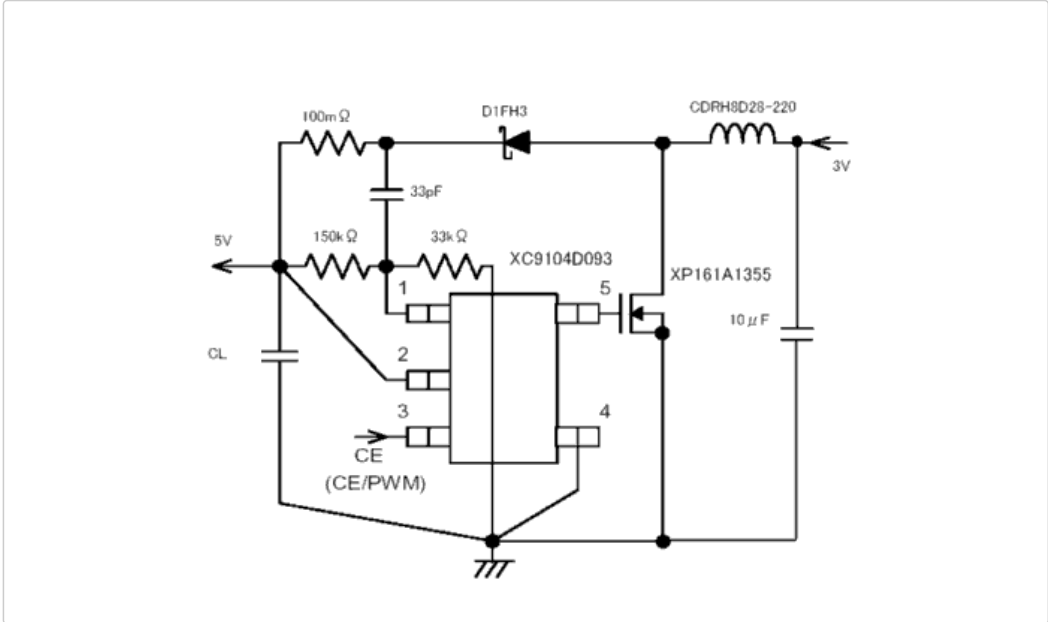 100mΩ
D1FH3
CDRH8D28-220
3V
33pF
5V
150kΩ
33kΩ
XC9104D093
XP161A1355
1
5
10μF
CL
2
3
4
CE
(CE/PWM)